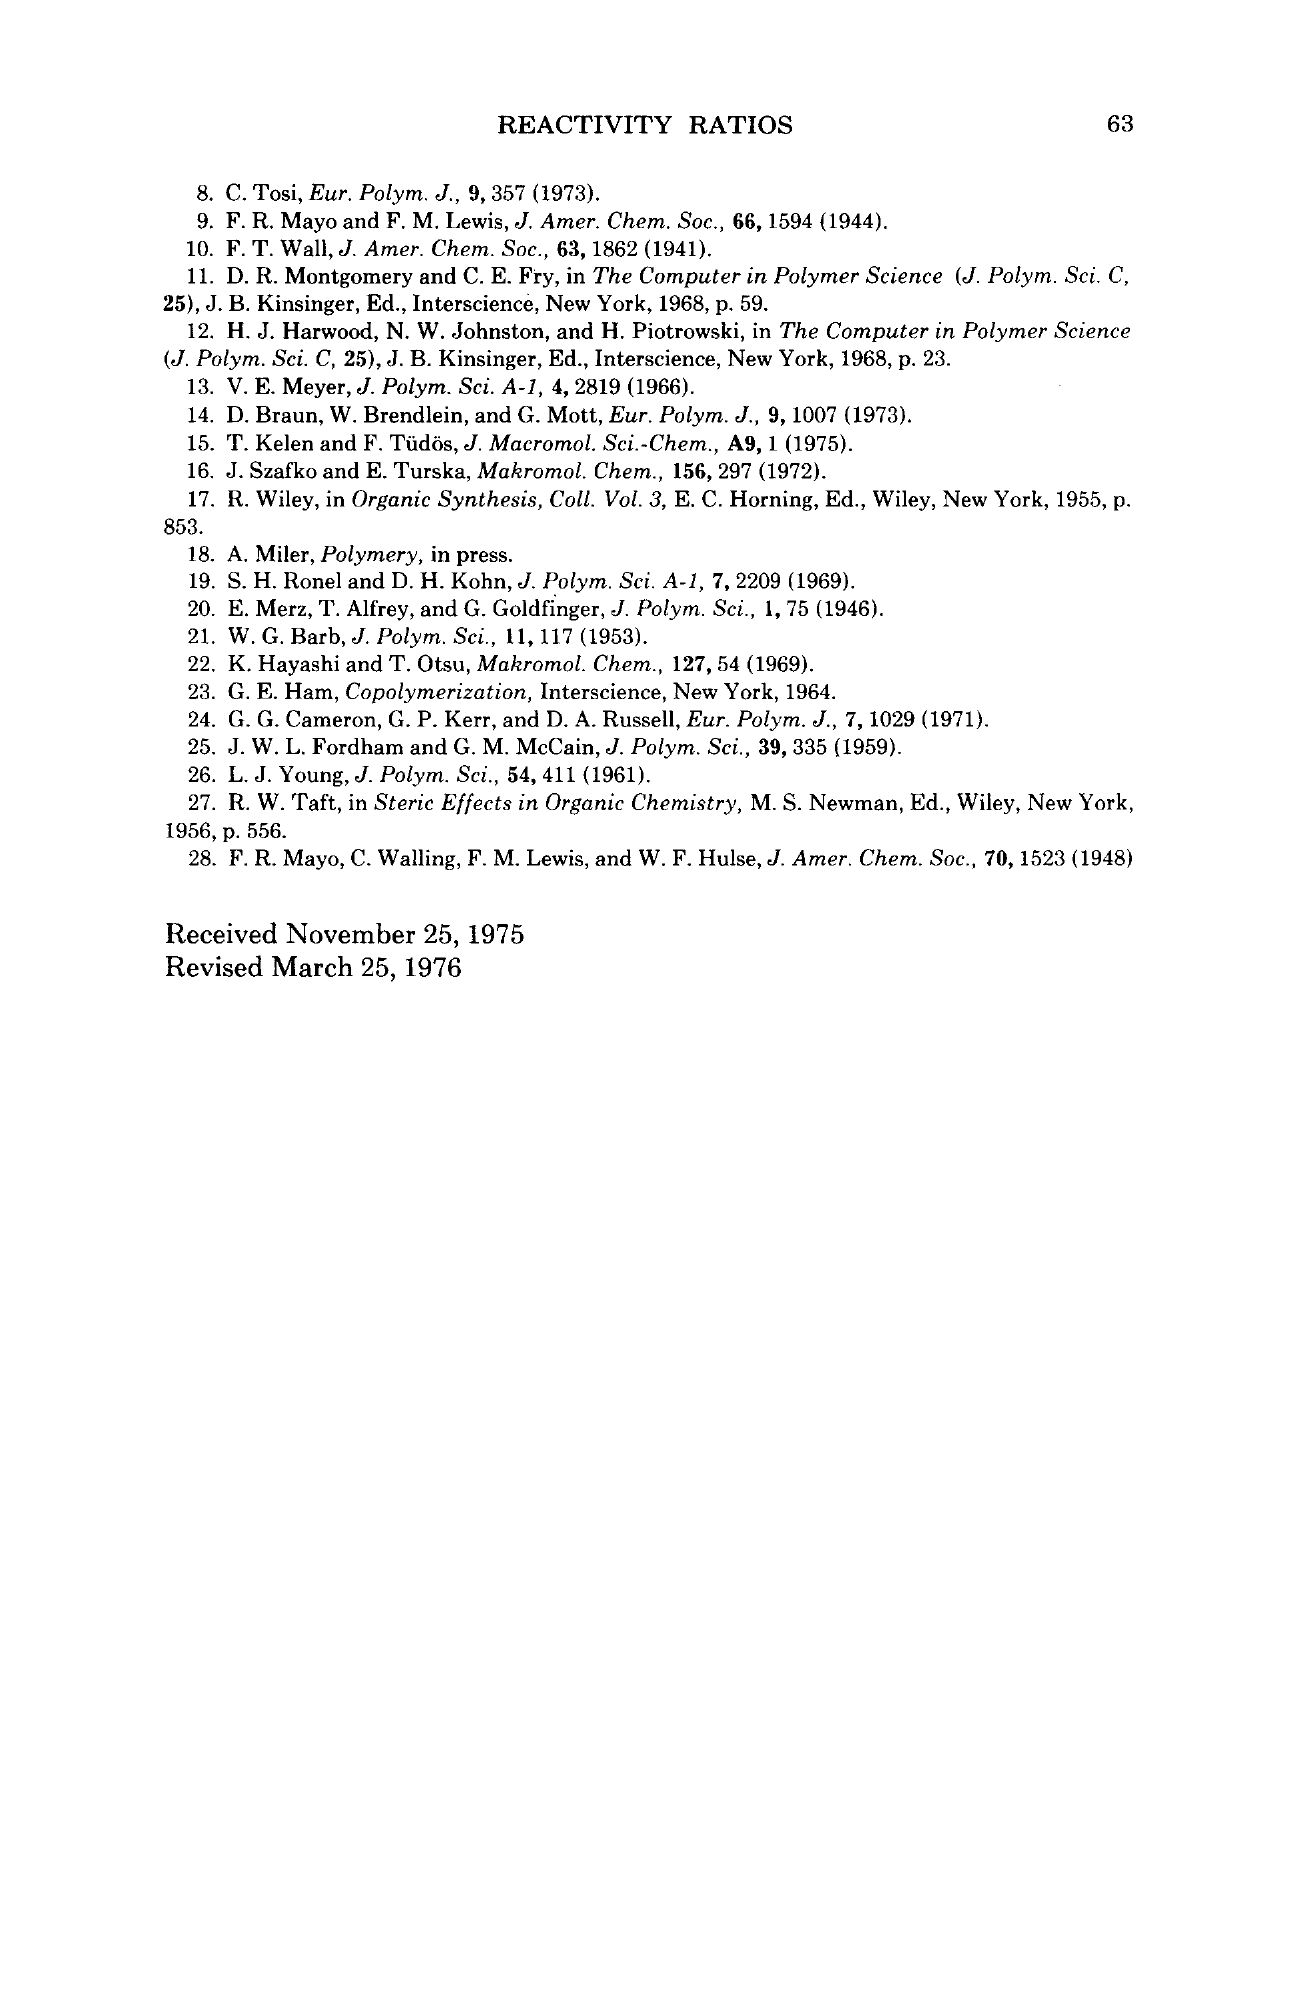 REACTIVITY RATIOS 63
8. C. Tosi, Eur. Polym. J., 9, 357 (1973).
9. F. R. Mayo and F. M. Lewis, J. Amer. Chem. Soc., 66, 1594 (1944).
10. F. T. Wall, J. Amer. Chem. Soc., 63, 1862 (1941).
11. D. R. Montgomery and C. E. Fry, in The Computer in Polymer Science (J. Polym. Sci. C,
25), J. B. Kinsinger, Ed., Interscience, New York, 1968, p. 59.
12. H. J. Harwood, N. W. Johnston, and H. Piotrowski, in The Computer in Polymer Science
(J. Polym. Sci. C, 25), J. B. Kinsinger, Ed., Interscience, New York, 1968, p. 23.
13. V. E. Meyer, J. Polym. Sci. A-1, 4, 2819 (1966).
14. D. Braun, W. Brendlein, and G. Mott, Eur. Polym. J., 9, 1007 (1973).
15. T. Kelen and F. Tüdös, J. Macromol. Sci.-Chem., A9, 1 (1975).
16. J. Szafko and E. Turska, Makromol. Chem., 156, 297 (1972).
17. R. Wiley, in Organic Synthesis, Coll. Vol. 3, E. C. Horning, Ed., Wiley, New York, 1955, p.
853.
18. A. Miler, Polymery, in press.
19. S. H. Ronel and D. H. Kohn, J. Polym. Sci. A-1, 7, 2209 (1969).
20. E. Merz, T. Alfrey, and G. Goldfinger, J. Polym. Sci., 1, 75 (1946).
21. W. G. Barb, J. Polym. Sci., 11, 117 (1953).
22. K. Hayashi and T. Otsu, Makromol. Chem., 127, 54 (1969).
23. G. E. Ham, Copolymerization, Interscience, New York, 1964.
24. G. G. Cameron, G. P. Kerr, and D. A. Russell, Eur. Polym. J., 7, 1029 (1971).
25. J. W. L. Fordham and G. M. McCain, J. Polym. Sci., 39, 335 (1959).
26. L. J. Young, J. Polym. Sci., 54, 411 (1961).
27. R. W. Taft, in Steric Effects in Organic Chemistry, M. S. Newman, Ed., Wiley, New York,
1956, p. 556.
28. F. R. Mayo, C. Walling, F. M. Lewis, and W. F. Hulse, J. Amer. Chem. Soc., 70, 1523 (1948)
Received November 25, 1975
Revised March 25, 1976